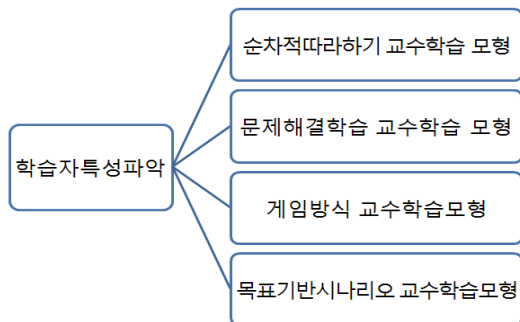 순차적따라하기 교수학습 모형
문제해결학습 교수학습 모형
학습자특성파악
게임방식 교수학습모형
목표기반시나리오 교수학습모형